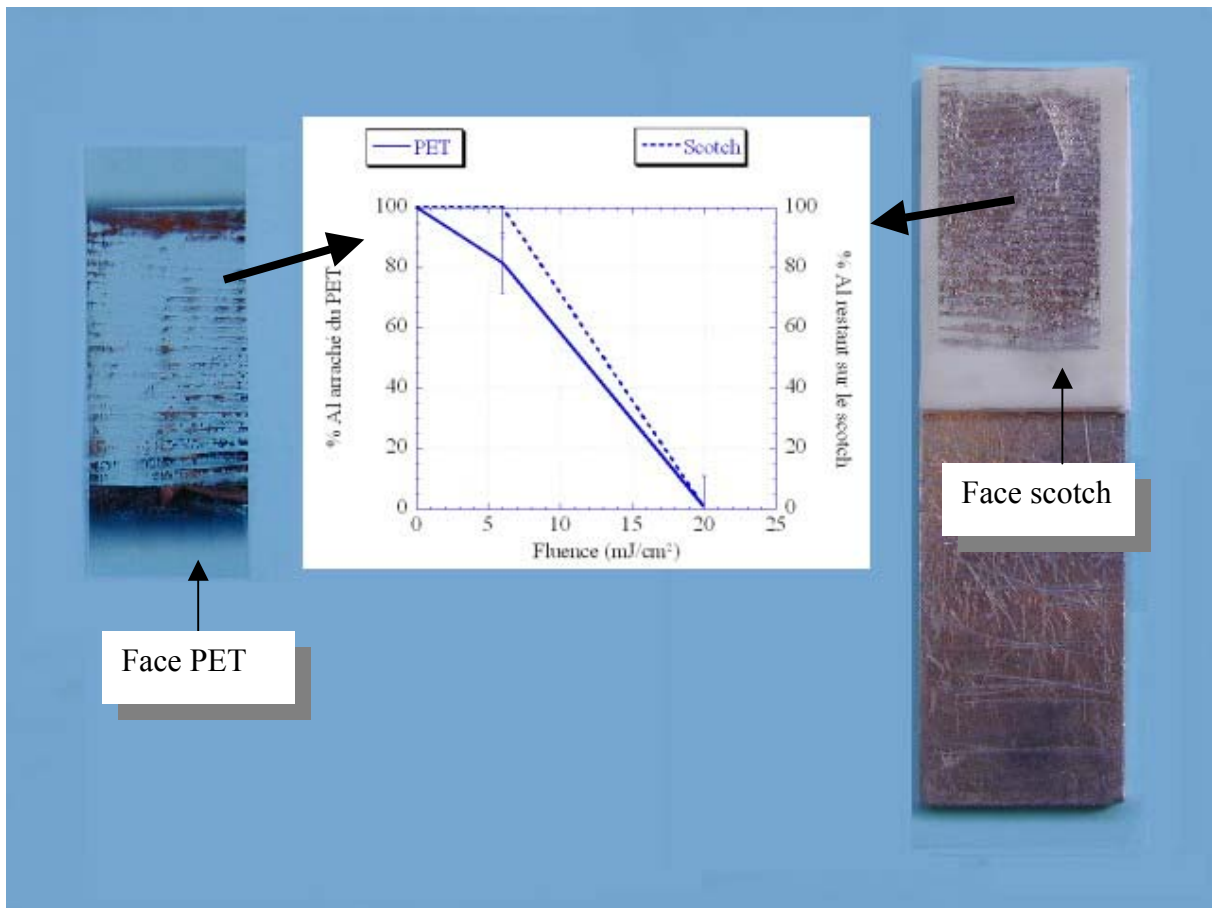 PET
Scotch
100
80
60
40
20
0
% Al arraché du PET
100
80
60
40
20
0
% Al restant sur le scotch
0 5 10 15 20 25
Fluence (mJ/cm²)
Face scotch
Face PET